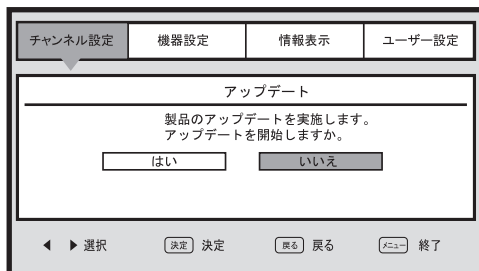 チャンネル設定 機器設定 情報表示 ユーザー設定
アップデート
製品のアップデートを実施します。
アップデートを開始しますか。
はい いいえ
◀ ▶ 選択 決定 決定 戻る 戻る メニュー 終了